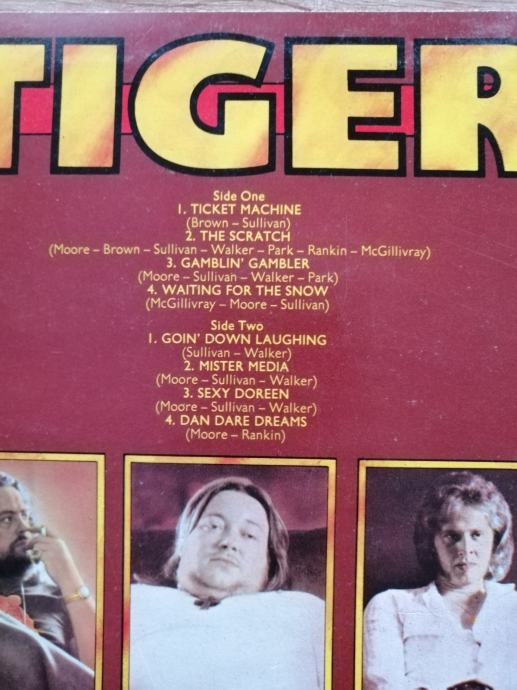 TIGER
Side One
1. TICKET MACHINE
(Brown – Sullivan)
2. THE SCRATCH
(Moore – Brown – Sullivan – Walker – Park – Rankin – McGillivray)
3. GAMBLIN' GAMBLER
(Moore – Sullivan – Walker – Park)
4. WAITING FOR THE SNOW
(McGillivray – Moore – Sullivan)
Side Two
1. GOIN' DOWN LAUGHING
(Sullivan – Walker)
2. MISTER MEDIA
(Moore – Sullivan – Walker)
3. SEXY DOREEN
(Moore – Sullivan – Walker)
4. DAN DARE DREAMS
(Moore – Rankin)